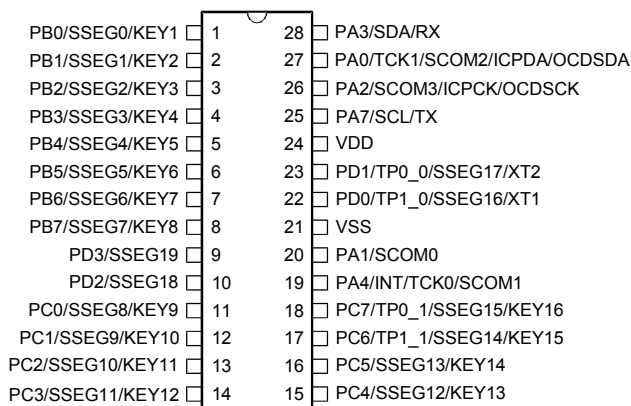 PB0/SSEG0/KEY1 1 28 PA3/SDA/RX
PB1/SSEG1/KEY2 2 27 PA0/TCK1/SCOM2/ICPDA/OCDSDA
PB2/SSEG2/KEY3 3 26 PA2/SCOM3/ICPCK/OCDSCK
PB3/SSEG3/KEY4 4 25 PA7/SCL/TX
PB4/SSEG4/KEY5 5 24 VDD
PB5/SSEG5/KEY6 6 23 PD1/TP0_0/SSEG17/XT2
PB6/SSEG6/KEY7 7 22 PD0/TP1_0/SSEG16/XT1
PB7/SSEG7/KEY8 8 21 VSS
PD3/SSEG19 9 20 PA1/SCOM0
PD2/SSEG18 10 19 PA4/INT/TCK0/SCOM1
PC0/SSEG8/KEY9 11 18 PC7/TP0_1/SSEG15/KEY16
PC1/SSEG9/KEY10 12 17 PC6/TP1_1/SSEG14/KEY15
PC2/SSEG10/KEY11 13 16 PC5/SSEG13/KEY14
PC3/SSEG11/KEY12 14 15 PC4/SSEG12/KEY13